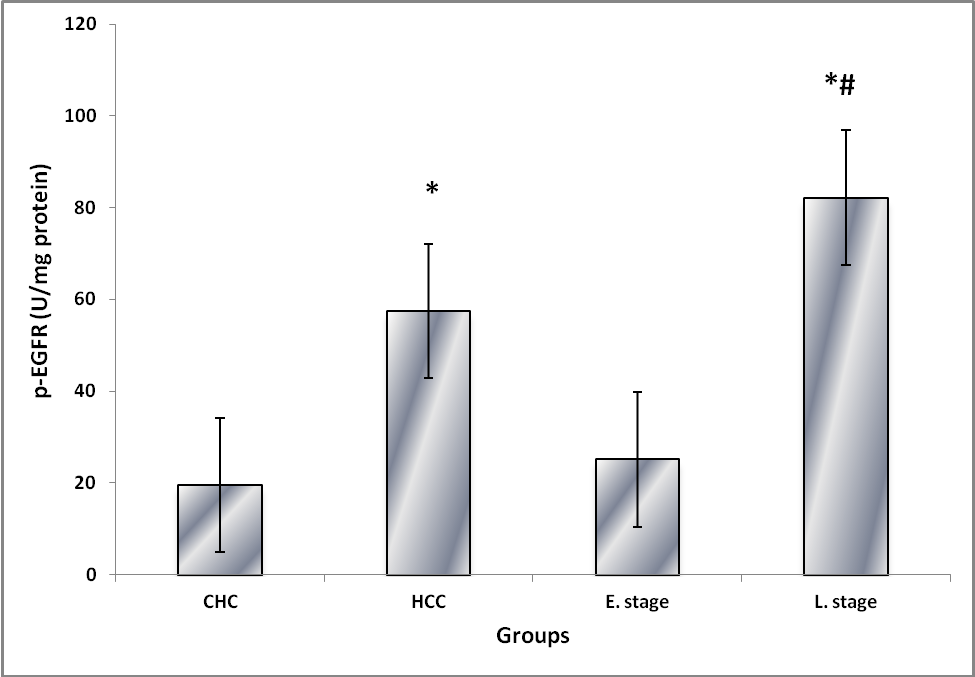 120
100
80
60
40
20
0
p-EGFR (U/mg protein)
*
*#
CHC
HCC
E. stage
L. stage
Groups